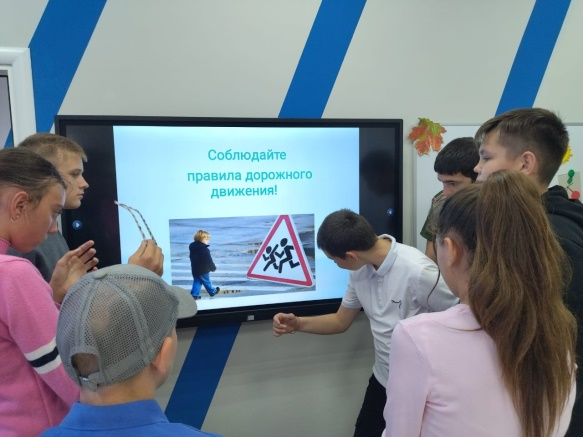 Соблюдайте
правила дорожного
движения!